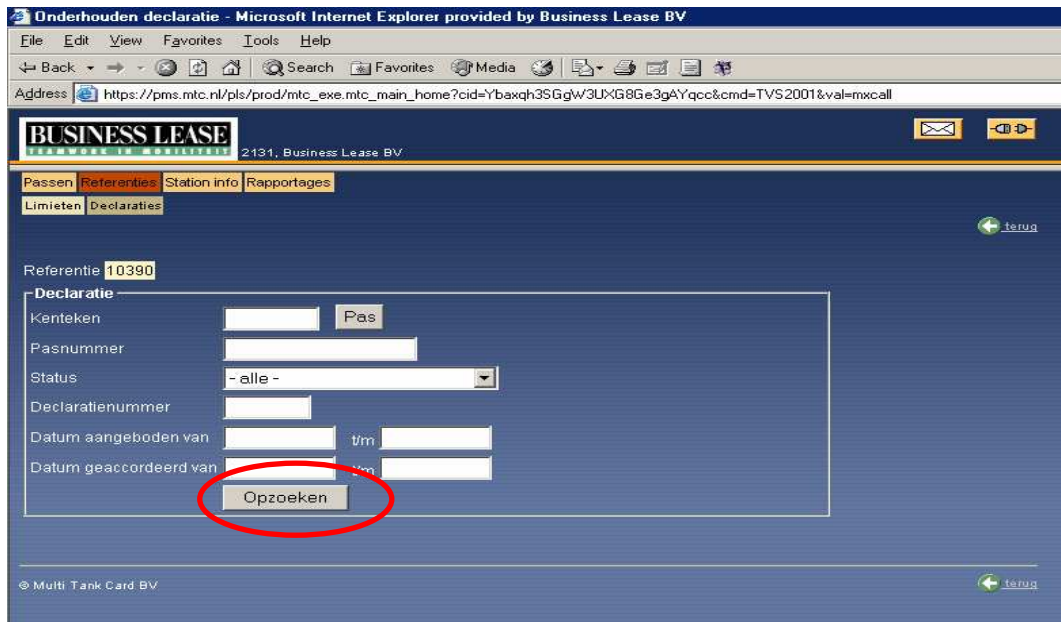 Onderhouden declaratie - Microsoft Internet Explorer provided by Business Lease BV
File Edit View Favorites Tools Help
Back Search Favorites Media
Address https://pms.mtc.nl/pls/prod/mtc_exe.mtc_main_home?cid=Ybaxqh3SGgW3UXG8Ge3gAYqcc&cmd=TVS2001&val=mxcall
BUSINESS LEASE
TEAMWORK IN MOBILITEIT 2131, Business Lease BV
Passen Referenties Station info Rapportages
Limieten Declaraties
terug
Referentie 10390
Declaratie
Kenteken Pas
Pasnummer
Status - alle -
Declaratienummer
Datum aangeboden van t/m
Datum geaccordeerd van t/m
Opzoeken
© Multi Tank Card BV terug